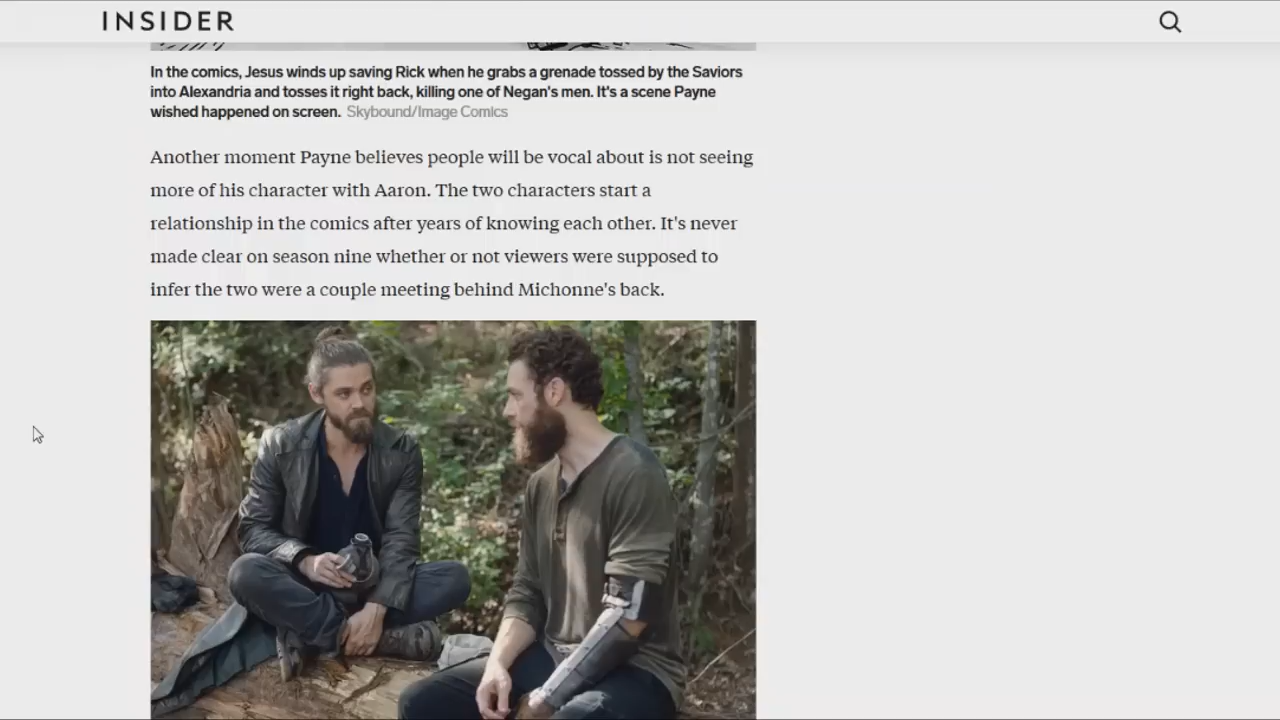 INSIDER
In the comics, Jesus winds up saving Rick when he grabs a grenade tossed by the Saviors
into Alexandria and tosses it right back, killing one of Negan's men. It's a scene Payne
wished happened on screen. Skybound/Image Comics
Another moment Payne believes people will be vocal about is not seeing
more of his character with Aaron. The two characters start a
relationship in the comics after years of knowing each other. It's never
made clear on season nine whether or not viewers were supposed to
infer the two were a couple meeting behind Michonne's back.